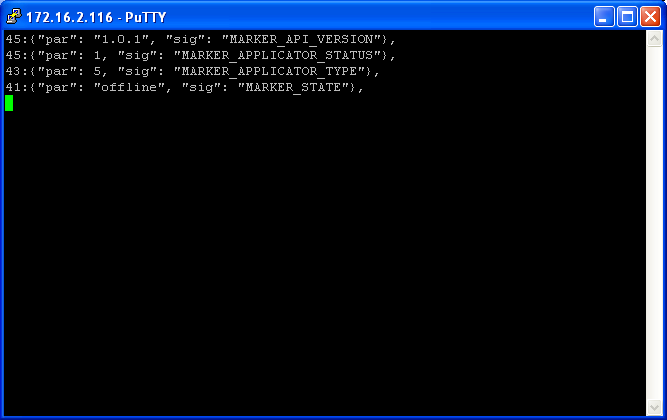 172.16.2.116 - PuTTY
45:{"par": "1.0.1", "sig": "MARKER_API_VERSION"},
45:{"par": 1, "sig": "MARKER_APPLICATOR_STATUS"},
43:{"par": 5, "sig": "MARKER_APPLICATOR_TYPE"},
41:{"par": "offline", "sig": "MARKER_STATE"},